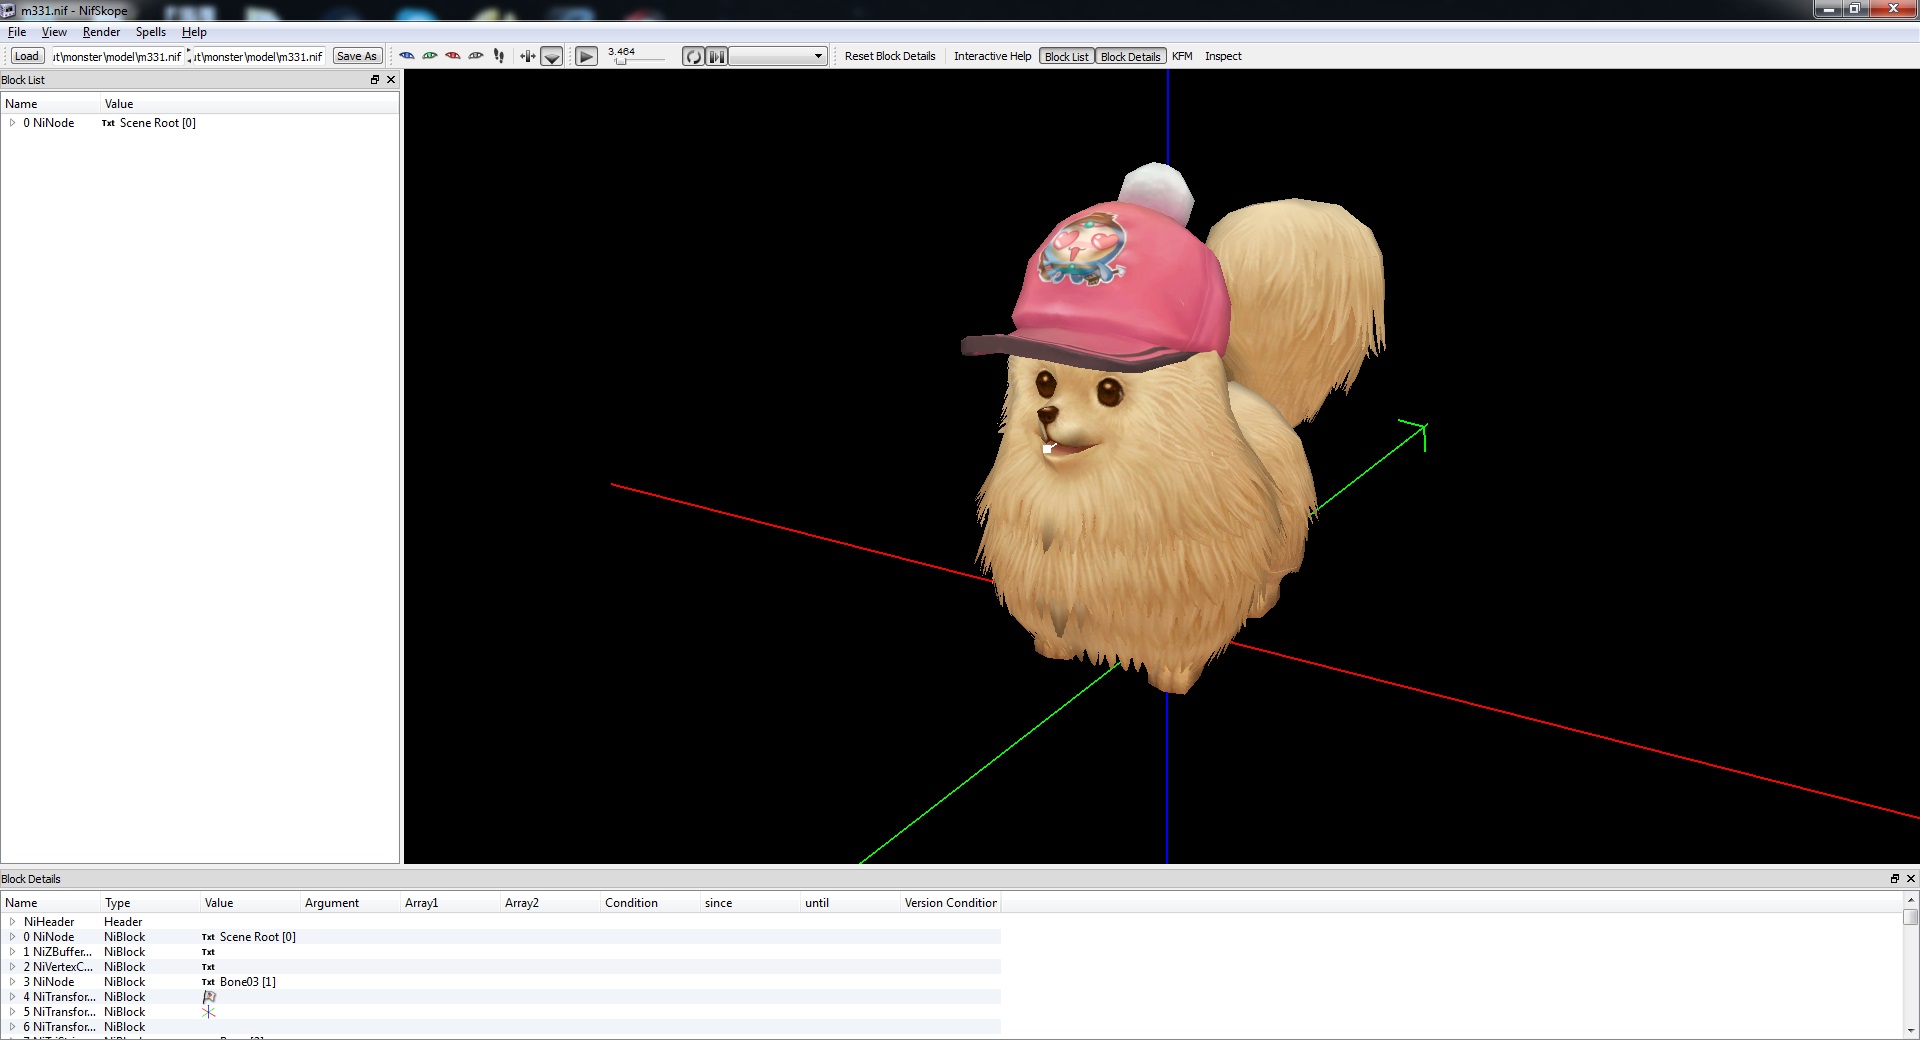 m331.nif - NifSkope
File View Render Spells Help
Load ut\monster\model\m331.nif ut\monster\model\m331.nif Save As 3.464 Reset Block Details Interactive Help Block List Block Details KFM Inspect
Block List
Name Value
0 NiNode Txt Scene Root [0]
Block Details
Name Type Value Argument Array1 Array2 Condition since until Version Condition
NiHeader Header
0 NiNode NiBlock Txt Scene Root [0]
1 NiZBuffer... NiBlock Txt
2 NiVertexC... NiBlock Txt
3 NiNode NiBlock Txt Bone03 [1]
4 NiTransfor... NiBlock
5 NiTransfor... NiBlock
6 NiTransfor... NiBlock